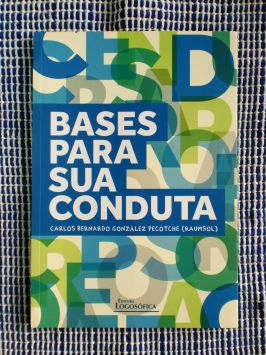 BASES
PARA
SUA
CONDUTA
CARLOS BERNARDO GONZÁLEZ PECOTCHE (RAUMSOL)
EDITORA
LOGOSÓFICA